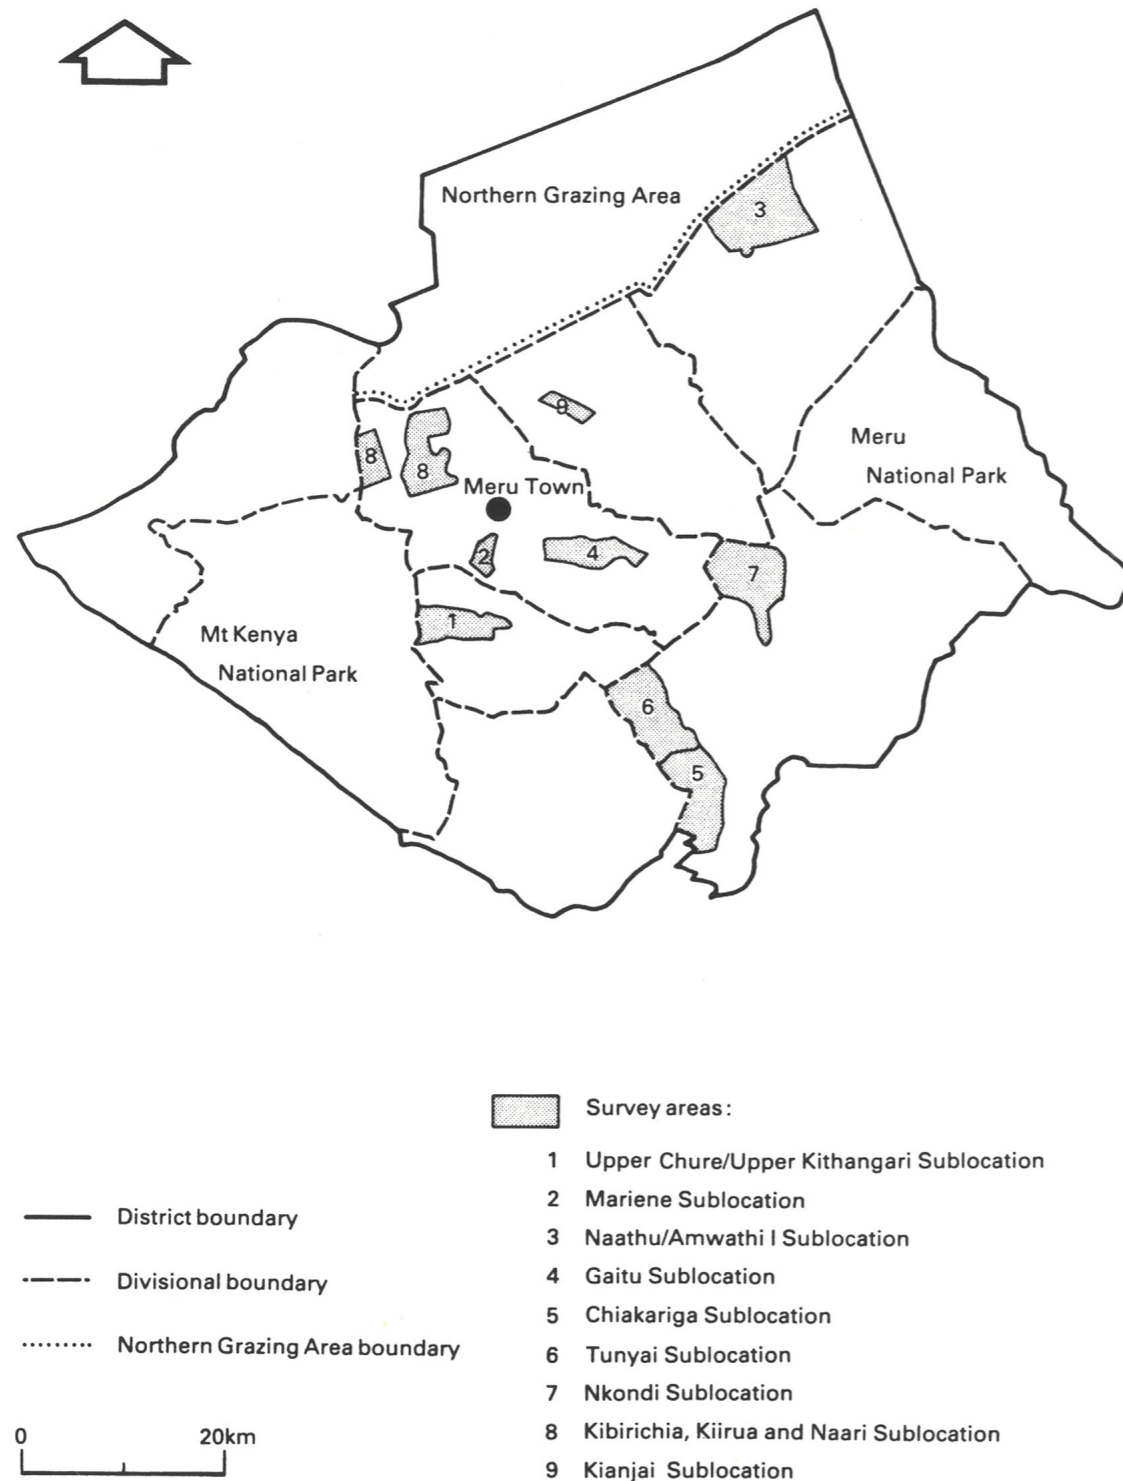 Northern Grazing Area
3
9
8
8
Meru
National Park
Meru Town
2
4
7
1
Mt Kenya
National Park
6
5
Survey areas:
1 Upper Chure/Upper Kithangari Sublocation
2 Mariene Sublocation
3 Naathu/Amwathi I Sublocation
4 Gaitu Sublocation
5 Chiakariga Sublocation
6 Tunyai Sublocation
7 Nkondi Sublocation
8 Kibirichia, Kiirua and Naari Sublocation
9 Kianjai Sublocation
District boundary
Divisional boundary
Northern Grazing Area boundary
0 20km